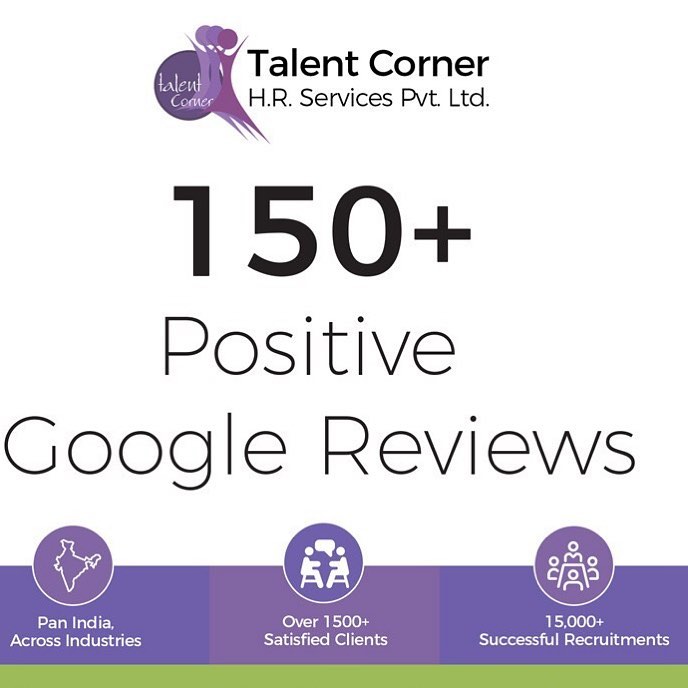 talent
Corner
Talent Corner
H.R. Services Pvt. Ltd.
150+
Positive
Google Reviews
Pan India,
Across Industries
Over 1500+
Satisfied Clients
15,000+
Successful Recruitments